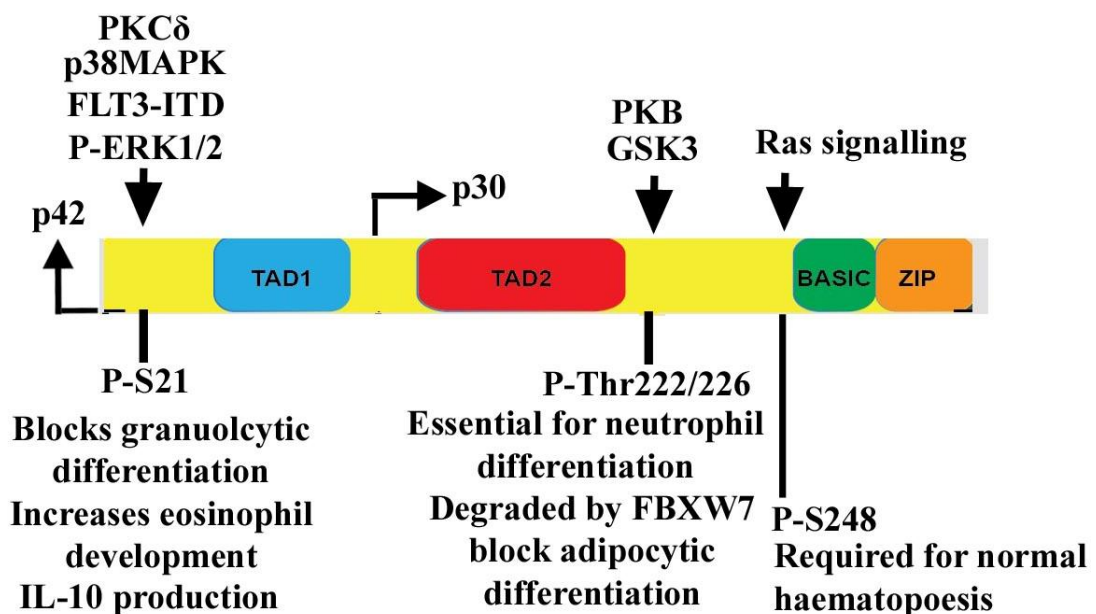 PKCδ
p38MAPK
FLT3-ITD
P-ERK1/2
PKB
GSK3
Ras signalling
p42
p30
TAD1
TAD2
BASIC
ZIP
P-S21
Blocks granuolcytic
differentiation
Increases eosinophil
development
IL-10 production
P-Thr222/226
Essential for neutrophil
differentiation
Degraded by FBXW7
block adipocytic
differentiation
P-S248
Required for normal
haematopoesis